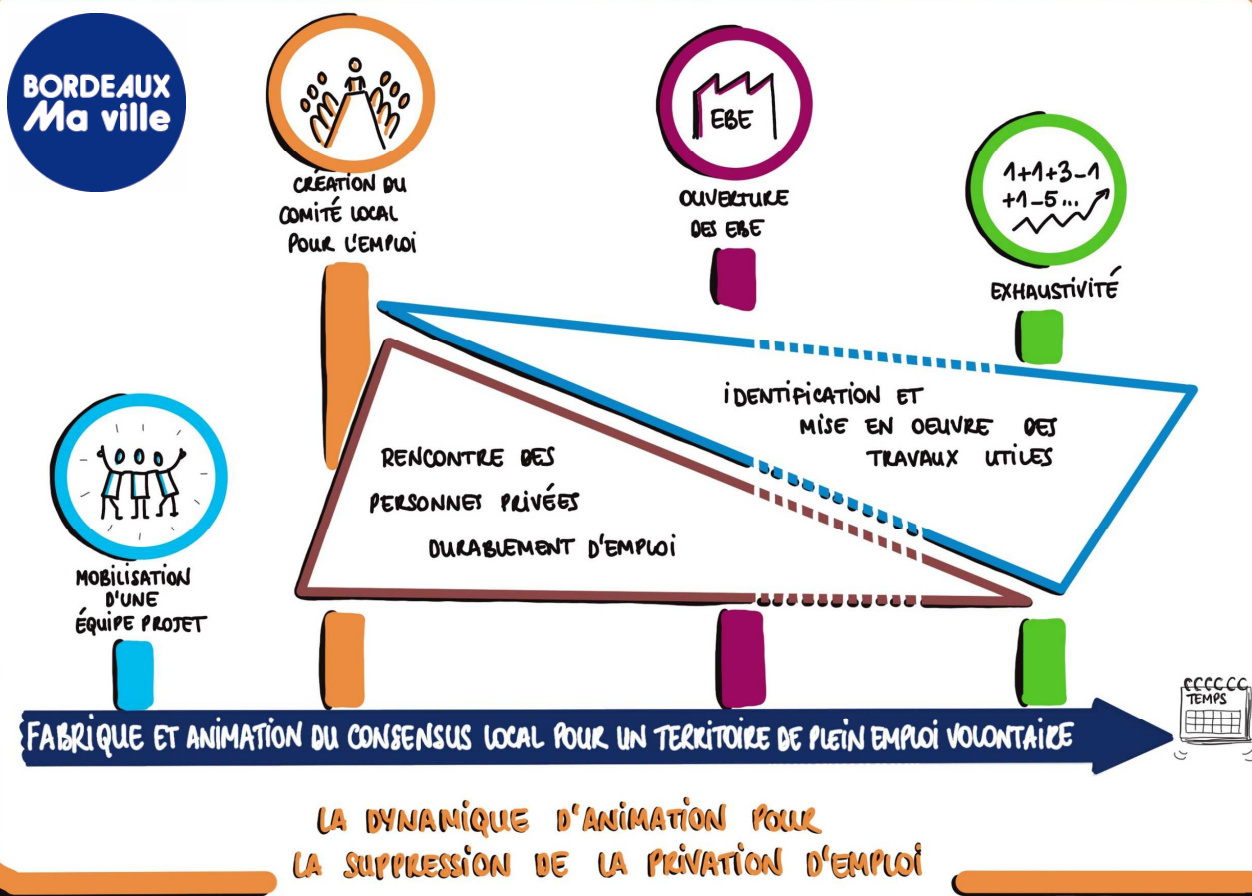 BORDEAUX
Ma ville
CRÉATION DU
COMITÉ LOCAL
POUR L'EMPLOI
EBE
OUVERTURE
DES EBE
1+1+3-1
+1-5...
EXHAUSTIVITÉ
MOBILISATION
D'UNE
ÉQUIPE PROJET
IDENTIFICATION ET
MISE EN OEUVRE DES
TRAVAUX UTILES
RENCONTRE DES
PERSONNES PRIVÉES
DURABLEMENT D'EMPLOI
TEMPS
FABRIQUE ET ANIMATION DU CONSENSUS LOCAL POUR UN TERRITOIRE DE PLEIN EMPLOI VOLONTAIRE
LA DYNAMIQUE D'ANIMATION POUR
LA SUPPRESSION DE LA PRIVATION D'EMPLOI